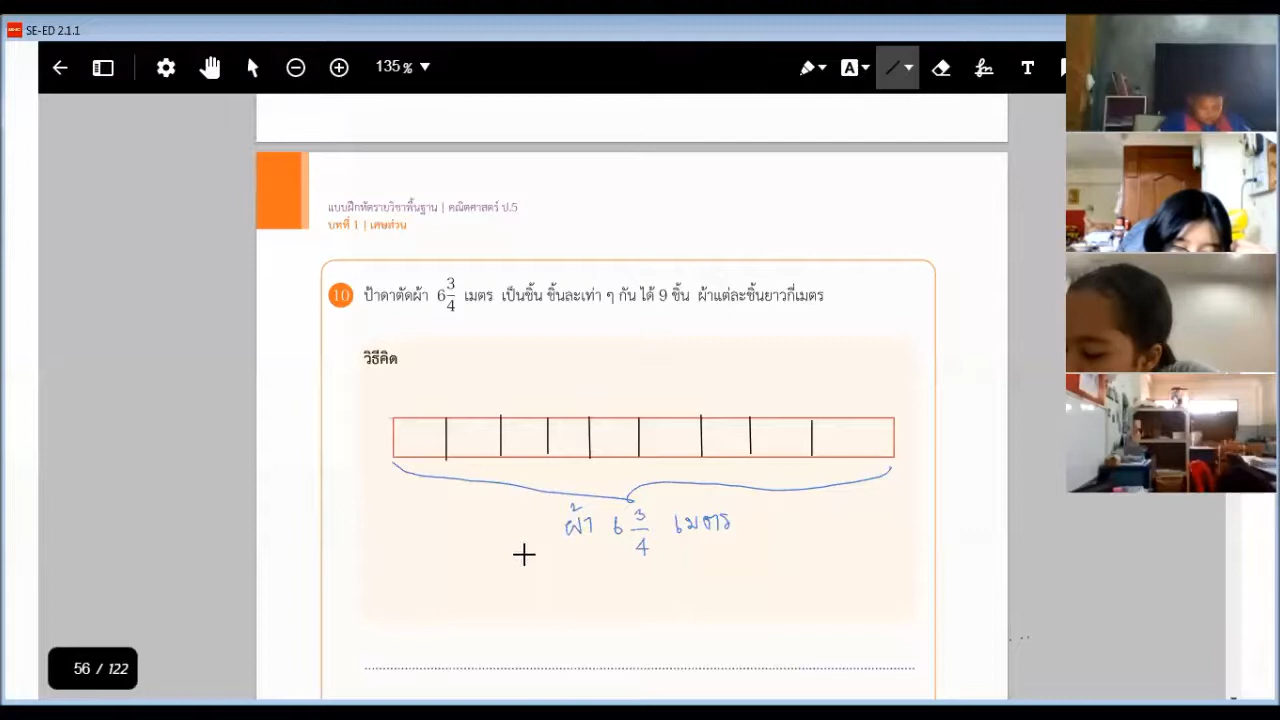 SE-ED 2.1.1
135 %
A
T
แบบฝึกหัดรายวิชาพื้นฐาน | คณิตศาสตร์ ป.5
บทที่ 1 | เศษส่วน
10 ป้าดาตัดผ้า 6 3/4 เมตร เป็นชิ้น ชิ้นละเท่า ๆ กัน ได้ 9 ชิ้น ผ้าแต่ละชิ้นยาวกี่เมตร
วิธีคิด
ผ้า 6 3/4 เมตร
56 / 122